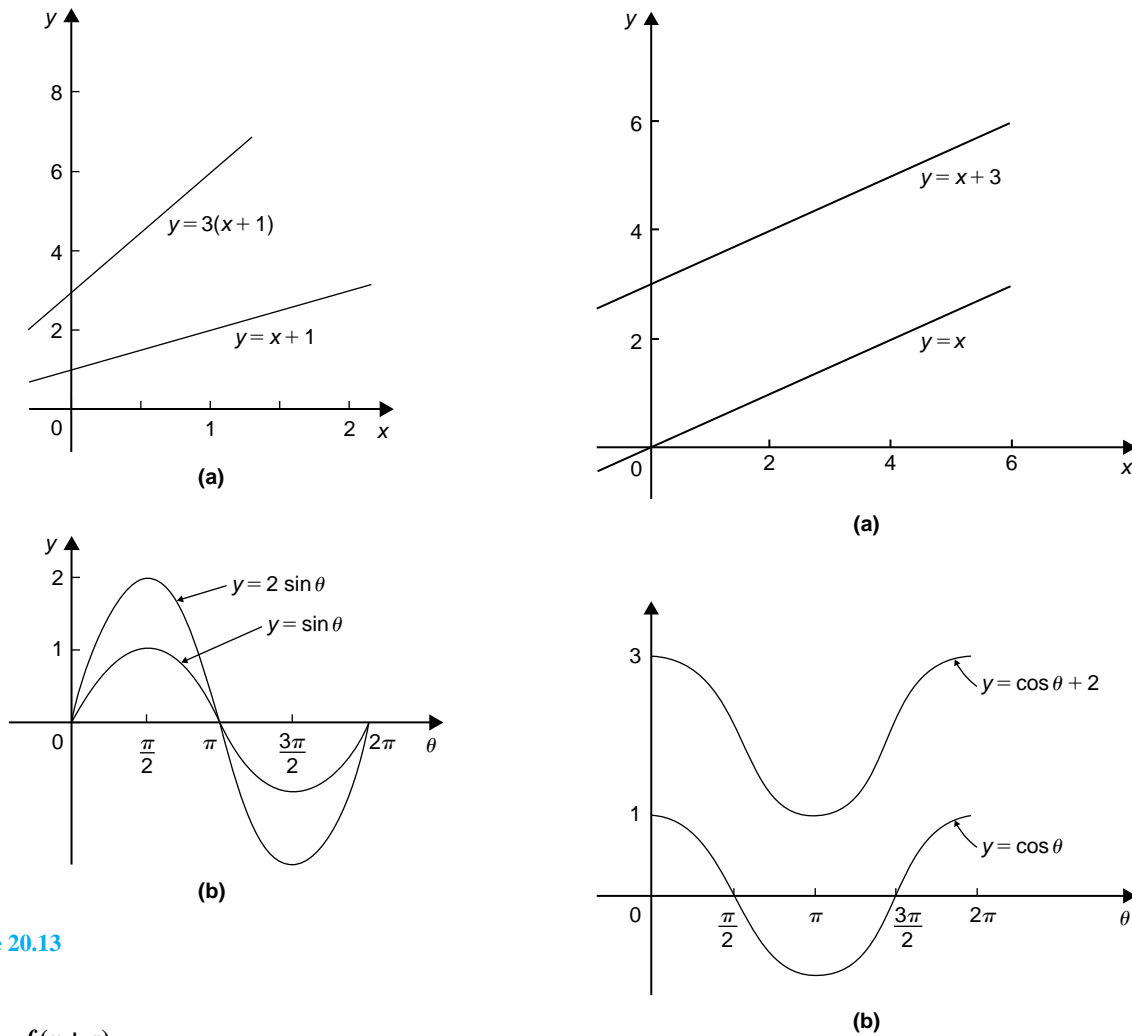 y
8
6
y = 3(x + 1)
4
2
y = x + 1
0
1
2
x
(a)
y
2
y = 2 sin θ
y = sin θ
1
0
π/2
π
3π/2
2π
θ
(b)
20.13
y
6
y = x + 3
4
2
y = x
0
2
4
6
x
(a)
3
y = cos θ + 2
1
y = cos θ
0
π/2
π
3π/2
2π
θ
(b)